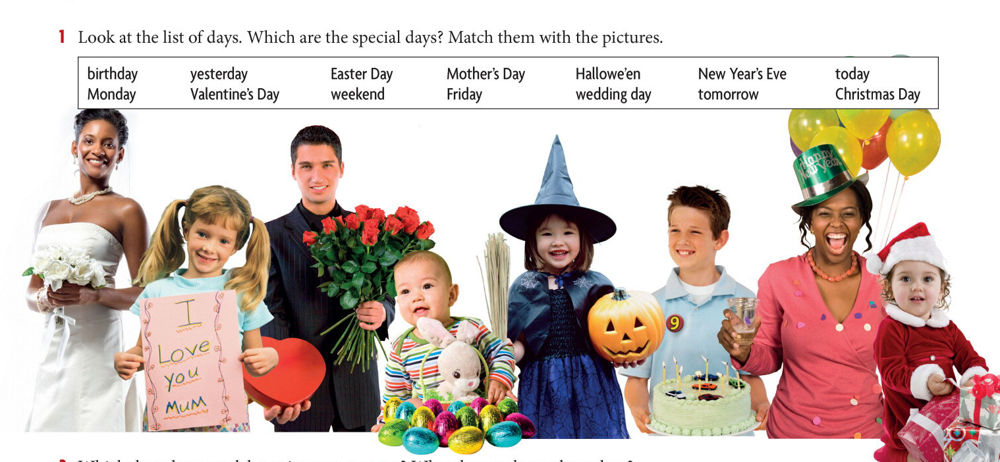 1 Look at the list of days. Which are the special days? Match them with the pictures.
birthday yesterday Easter Day Mother's Day Hallowe'en New Year's Eve today
Monday Valentine's Day weekend Friday wedding day tomorrow Christmas Day
Happy
New Year
I
Love
you
Mum
9